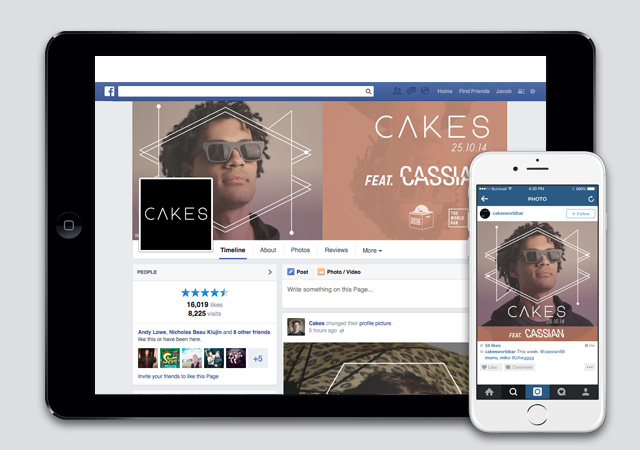 Home Find Friends Jacob
CAKES
25.10.14
FEAT. CASSIA
THE WORLD BAR
CAKES
Timeline About Photos Reviews More
PEOPLE
16,019 likes
8,225 visits
Andy Lowe, Nicholas Beau Klujin and 8 other friends
like this or have been here.
+5
Invite your friends to like this Page
Post Photo / Video
Write something on this Page...
Cakes changed their profile picture.
5 hours ago
4:20 PM
PHOTO
cakesworldbar
+ Follow
CAKES
25.10.14
FEAT. CASSIAN
34 likes
cakesworldbar This week: @cassian88
Like Comment